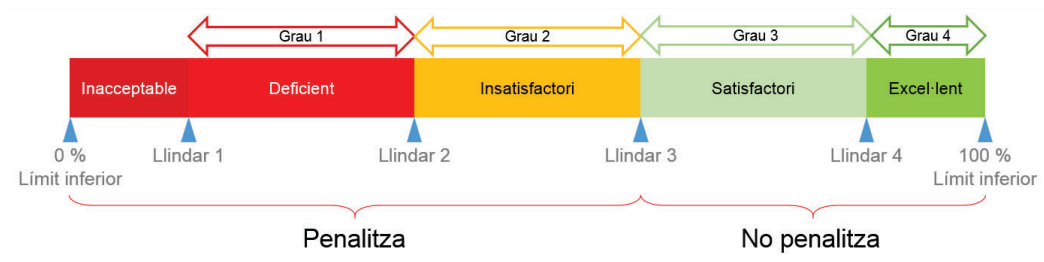 Grau 1
Grau 2
Grau 3
Grau 4
Inacceptable
Deficient
Insatisfactori
Satisfactori
Excel·lent
0 %
Límit inferior
Llindar 1
Llindar 2
Llindar 3
Llindar 4
100 %
Límit inferior
Penalitza
No penalitza